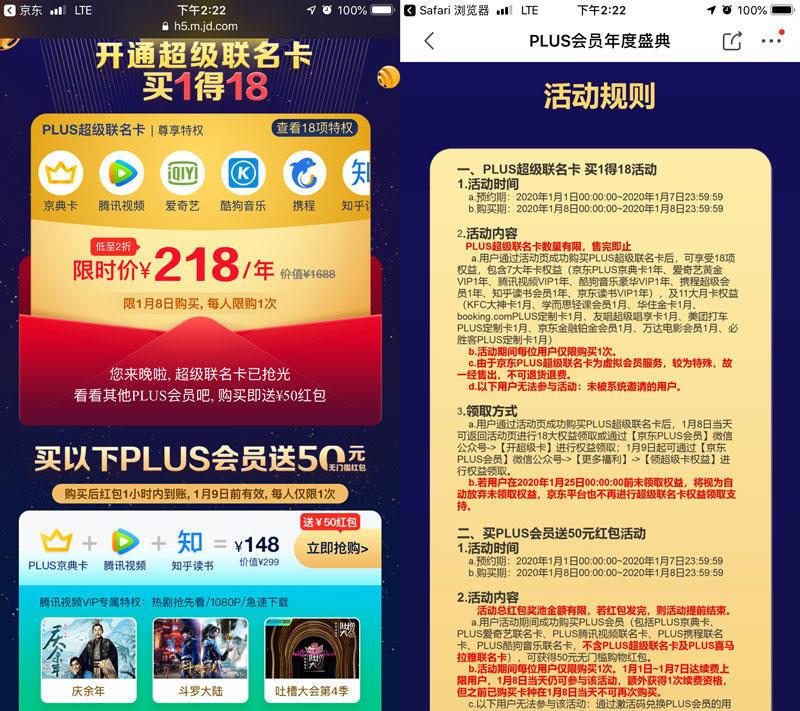 京东
LTE
下午2:22
100%
h5.m.jd.com
开通超级联名卡
买1得18
PLUS超级联名卡 | 尊享特权
查看18项特权
iQIYI
K
知
京典卡
腾讯视频
爱奇艺
酷狗音乐
携程
知乎
低至2折
限时价¥218/年 价值¥1688
限1月8日购买, 每人限购1次
您来晚啦, 超级联名卡已抢光
看看其他PLUS会员吧, 购买即送¥50红包
买以下PLUS会员送50元
无门槛红包
购买后红包1小时内到账, 1月9日前有效, 每人仅限1次
送¥50红包
+
+
知
=
¥148
价值¥299
立即抢购>
PLUS京典卡
腾讯视频
知乎读书
腾讯视频VIP专属特权：热剧抢先看/1080P/急速下载
庆余年
吐槽大会
庆余年
斗罗大陆
吐槽大会第4季
Safari 浏览器
LTE
下午2:22
100%
PLUS会员年度盛典
活动规则
一、PLUS超级联名卡 买1得18活动
1.活动时间
a.预约期：2020年1月1日00:00:00~2020年1月7日23:59:59
b.购买期：2020年1月8日00:00:00~2020年1月8日23:59:59
2.活动内容
PLUS超级联名卡数量有限，售完即止
a.用户通过活动页成功购买PLUS超级联名卡后，可享受18项
权益，包含7大年卡权益（京东PLUS京典卡1年、爱奇艺黄金
VIP1年、腾讯视频VIP1年、酷狗音乐豪华VIP1年、携程超级会
员1年、知乎读书会员1年、京东读书VIP1年），及11大月卡权益
（KFC大神卡1月、学而思轻课会员1月、华住金卡1月、
booking.comPLUS定制卡1月、友唱超级唱享卡1月、美团打车
PLUS定制卡1月、京东金融铂金会员1月、万达电影会员1月、必
胜客PLUS定制卡1月）
b.活动期间每位用户仅限购买1次。
c.由于京东PLUS超级联名卡为虚拟会员服务，较为特殊，故
一经售出，不可退货退费。
d.以下用户无法参与活动：未被系统邀请的用户。
3.领取方式
a.用户通过活动页成功购买PLUS超级联名卡后，1月8日当天
可返回活动页进行18大权益领取或通过【京东PLUS会员】微信
公众号->【开超级卡】进行权益领取；1月9日起可通过【京东
PLUS会员】微信公众号->【更多福利】->【领超级卡权益】进
行权益领取。
b.若用户在2020年1月25日00:00:00前未领取权益，将视为自
动放弃未领取权益，京东平台也不再进行超级联名卡权益领取支
持。
二、买PLUS会员送50元红包活动
1.活动时间
a.预约期：2020年1月1日00:00:00~2020年1月7日23:59:59
b.购买期：2020年1月8日00:00:00~2020年1月8日23:59:59
2.活动内容
活动总红包奖池金额有限，若红包发完，则活动提前结束。
a.用户活动期间成功购买PLUS会员（包括PLUS京典卡、
PLUS爱奇艺联名卡、PLUS腾讯视频联名卡、PLUS携程联名
卡、PLUS酷狗音乐联名卡，不含PLUS超级联名卡及PLUS喜马
拉雅联名卡），可获得50元无门槛购物红包。
b.活动期间每位用户仅限购买1次。1月1日~1月7日达续费上
限用户，1月8日当天仍可参与该活动，额外获得1次续费资格，
但之前已购买卡种在1月8日当天不可再次购买。
c.以下用户无法参与活动：通过激活码兑换PLUS会员的用